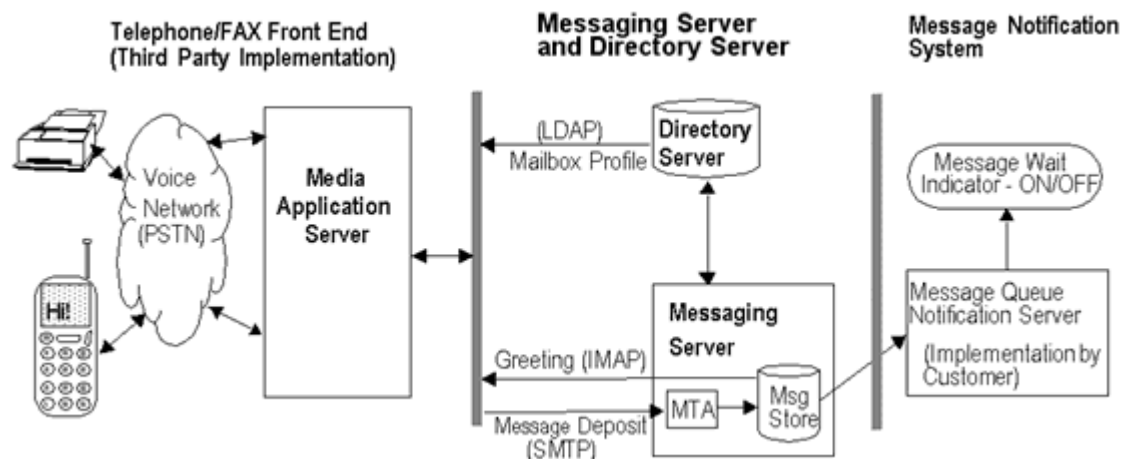 Telephone/FAX Front End
(Third Party Implementation)
Messaging Server
and Directory Server
Message Notification
System
Voice
Network
(PSTN)
Media
Application
Server
(LDAP)
Mailbox Profile
Directory
Server
Message Wait
Indicator - ON/OFF
Hi!
Messaging
Server
Greeting (IMAP)
MTA
Msg
Store
Message Deposit
(SMTP)
Message Queue
Notification Server
(Implementation by
Customer)